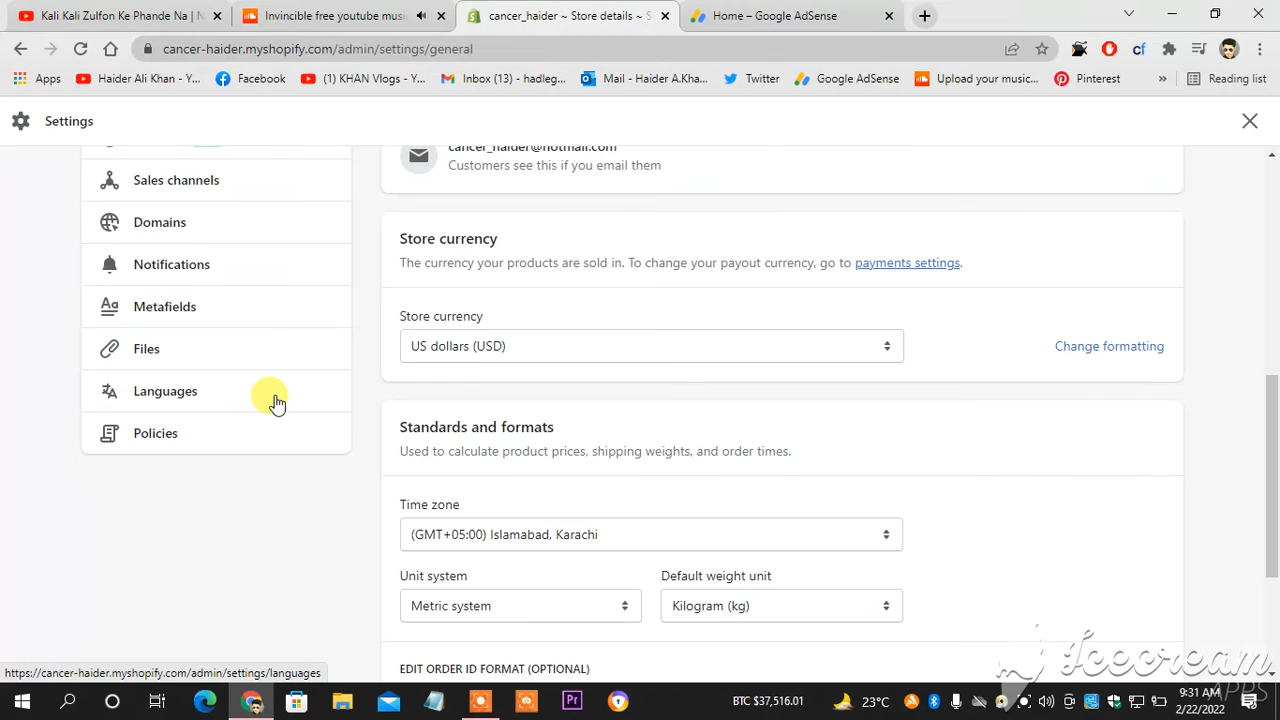 Kali Kali Zulfon Ke Phande Na | N
Invincible free youtube musi
cancer_haider ~ Store details ~ S
Home – Google AdSense
cancer-haider.myshopify.com/admin/settings/general
Apps
Haider Ali Khan - Y...
Facebook
(1) KHAN Vlogs - Y...
Inbox (13) - hadleg...
Mail - Haider A.Kha...
Twitter
Google AdSense
Upload your music...
Pinterest
»
Reading list
Settings
cancer_haider@hotmail.com
Customers see this if you email them
Sales channels
Domains
Notifications
Metafields
Files
Languages
Policies
Store currency
The currency your products are sold in. To change your payout currency, go to payments settings.
Store currency
US dollars (USD)
Change formatting
Standards and formats
Used to calculate product prices, shipping weights, and order times.
Time zone
(GMT+05:00) Islamabad, Karachi
Unit system
Default weight unit
Metric system
Kilogram (kg)
EDIT ORDER ID FORMAT (OPTIONAL)
https://cancer-haider.myshopify.com/admin/settings/languages
Icecream
APPS
BTC $37,516.01
23°C
9:31 AM
2/22/2022